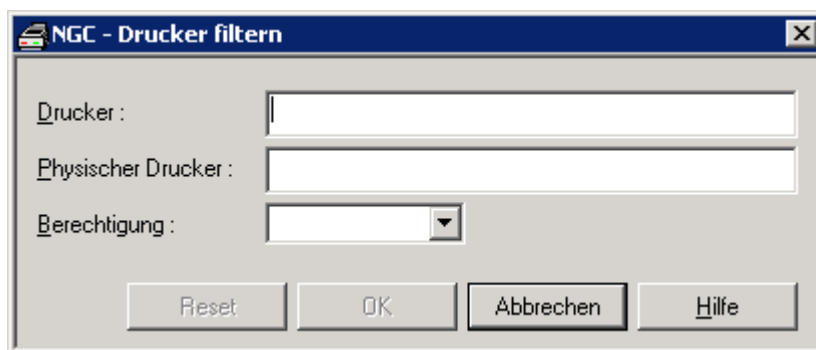 NGC - Drucker filtern
Drucker :
Physischer Drucker :
Berechtigung :
Reset OK Abbrechen Hilfe